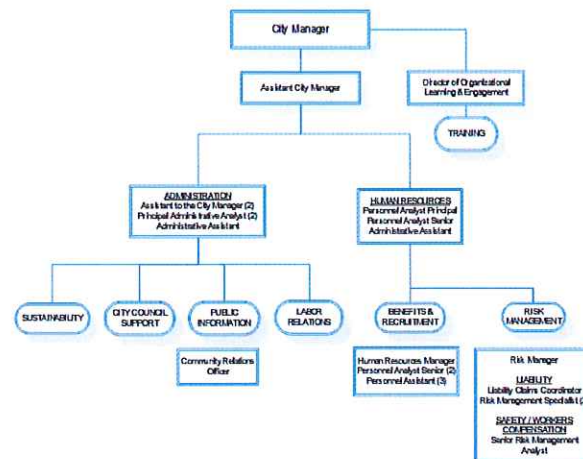 City Manager
Assistant City Manager
Director of Organizational
Learning & Engagement
TRAINING
ADMINISTRATION
Assistant to the City Manager (2)
Principal Administrative Analyst (2)
Administrative Assistant
HUMAN RESOURCES
Personnel Analyst Principal
Personnel Analyst Senior
Administrative Assistant
SUSTAINABILITY
CITY COUNCIL
SUPPORT
PUBLIC
INFORMATION
LABOR
RELATIONS
BENEFITS &
RECRUITMENT
RISK
MANAGEMENT
Community Relations
Officer
Human Resources Manager
Personnel Analyst Senior (2)
Personnel Assistant (3)
Risk Manager
LIABILITY
Liability Claims Coordinator
Risk Management Specialist
SAFETY / WORKERS
COMPENSATION
Senior Risk Management
Analyst